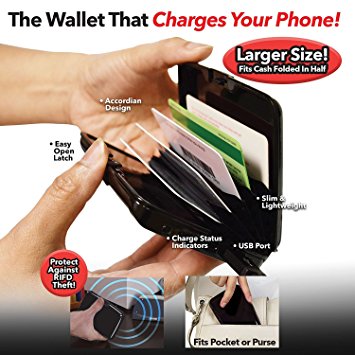 The Wallet That Charges Your Phone!
Larger Size!
Fits Cash Folded In Half
• Accordian
Design
• Easy
Open
Latch
• Slim &
Lightweight
• Charge Status
Indicators
• USB Port
Protect
Against
RIFD
Theft!
Fits Pocket or Purse